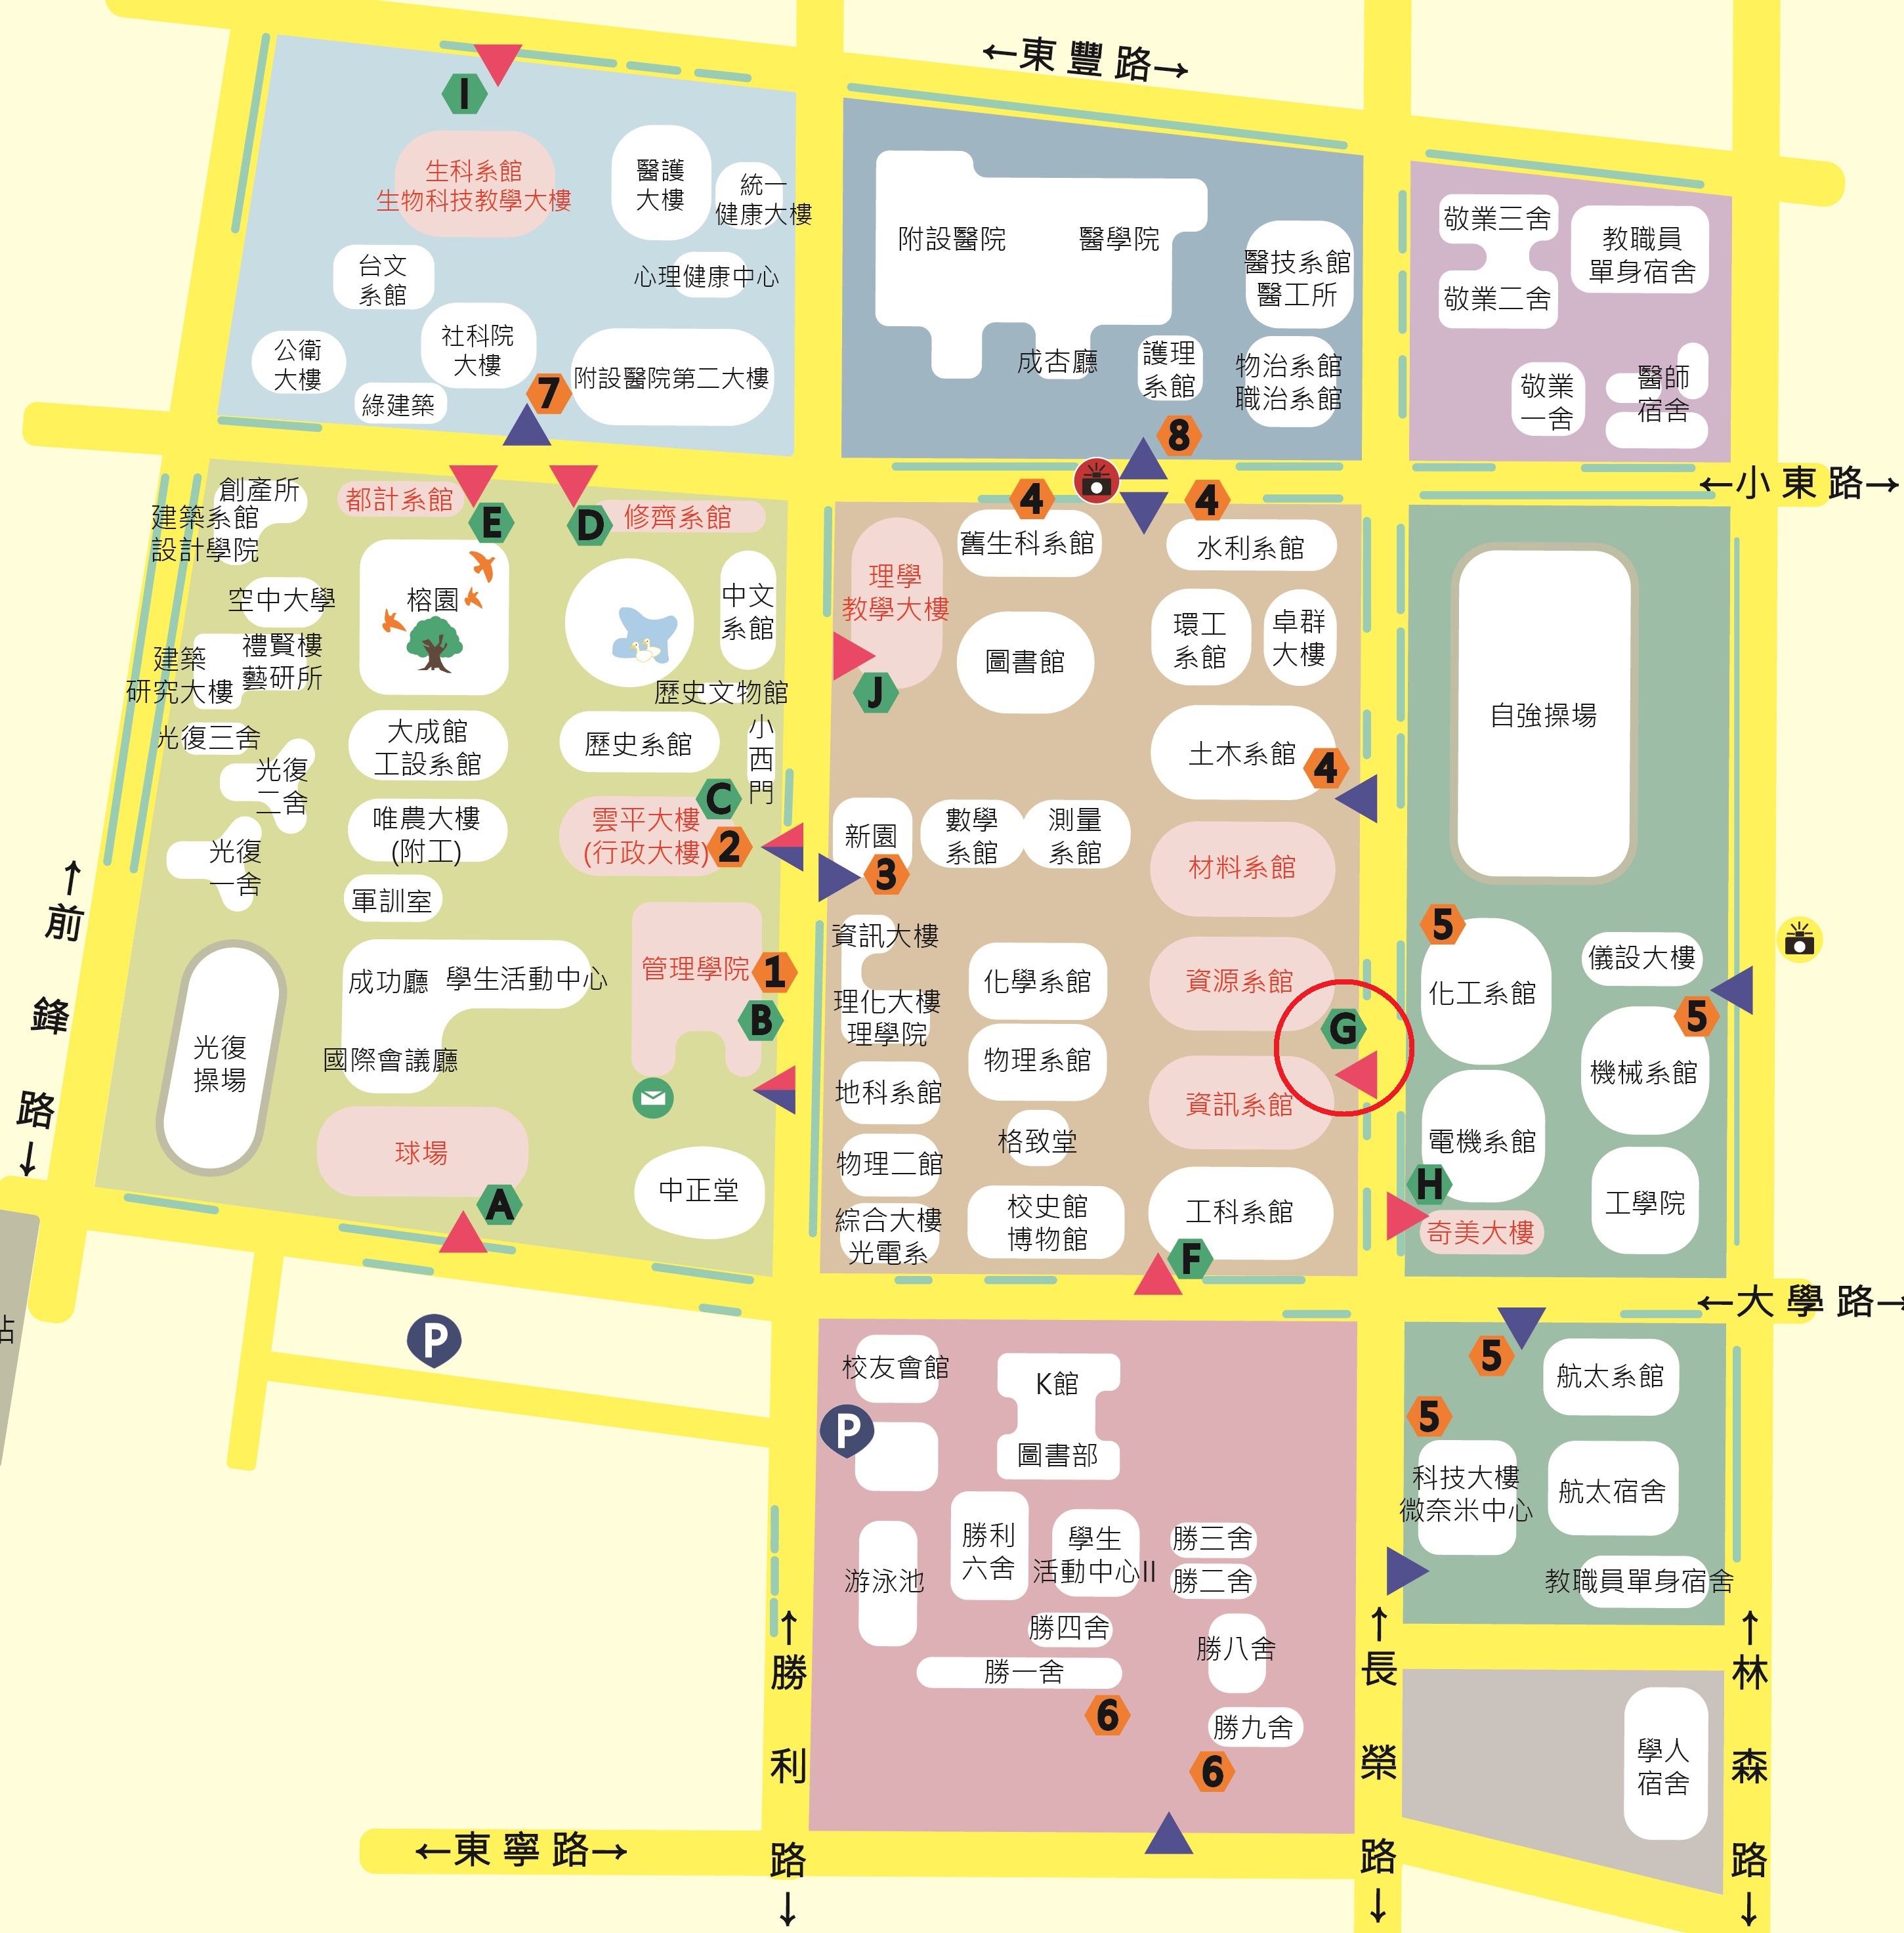 ←東豐路→
I
生科系館
生物科技教學大樓
醫護
大樓
統一
健康大樓
心理健康中心
台文
系館
社科院
大樓
公衛
大樓
綠建築
7
附設醫院第二大樓
附設醫院
醫學院
醫技系館
醫工所
成杏廳
護理
系館
物治系館
職治系館
8
敬業三舍
敬業二舍
教職員
單身宿舍
敬業
一舍
醫師
宿舍
←小東路→
創產所
建築系館
設計學院
都計系館
E
D
修齊系館
空中大學
榕園
中文
系館
禮賢樓
藝研所
建築
研究大樓
歷史文物館
光復三舍
大成館
工設系館
歷史系館
小西門
光復
二舍
唯農大樓
(附工)
C
雲平大樓
(行政大樓)
2
光復
一舍
軍訓室
成功廳
學生活動中心
管理學院
1
B
國際會議廳
光復
操場
球場
A
中正堂
←前鋒路→
站
P
4
4
舊生科系館
水利系館
理學
教學大樓
J
圖書館
環工
系館
卓群
大樓
土木系館
4
新園
3
數學
系館
測量
系館
材料系館
資訊大樓
理化大樓
理學院
化學系館
資源系館
G
物理系館
地科系館
資訊系館
格致堂
物理二館
綜合大樓
光電系
校史館
博物館
工科系館
F
自強操場
5
化工系館
儀設大樓
5
機械系館
電機系館
H
奇美大樓
工學院
←大學路→
校友會館
P
K館
圖書部
游泳池
勝利
六舍
學生
活動中心II
勝三舍
勝二舍
勝四舍
勝一舍
勝八舍
6
勝九舍
6
5
航太系館
5
科技大樓
微奈米中心
航太宿舍
教職員單身宿舍
學人
宿舍
←勝利路→
←長榮路→
←林森路→
←東寧路→